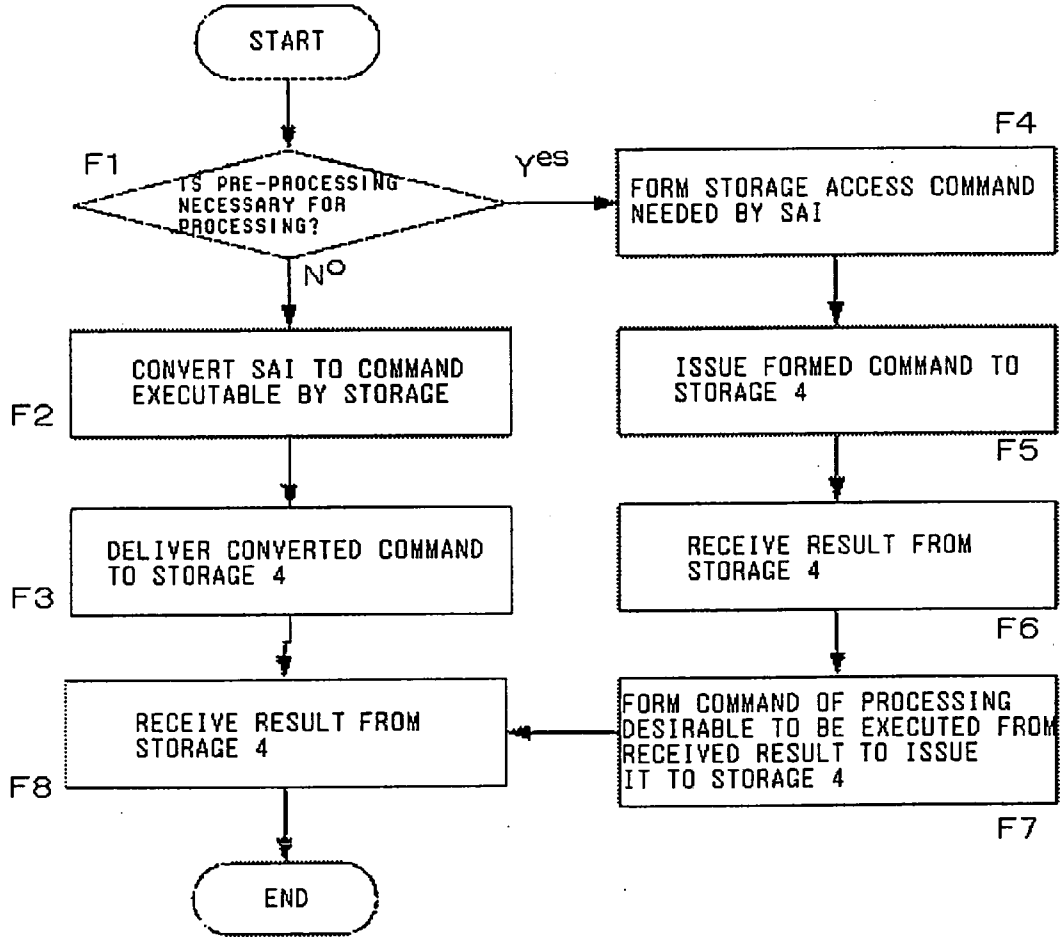 START
F1
IS PRE-PROCESSING
NECESSARY FOR
PROCESSING?
Yes
No
F4
FORM STORAGE ACCESS COMMAND
NEEDED BY SAI
CONVERT SAI TO COMMAND
EXECUTABLE BY STORAGE
F2
ISSUE FORMED COMMAND TO
STORAGE 4
F5
DELIVER CONVERTED COMMAND
TO STORAGE 4
F3
RECEIVE RESULT FROM
STORAGE 4
F6
RECEIVE RESULT FROM
STORAGE 4
F8
FORM COMMAND OF PROCESSING
DESIRABLE TO BE EXECUTED FROM
RECEIVED RESULT TO ISSUE
IT TO STORAGE 4
F7
END